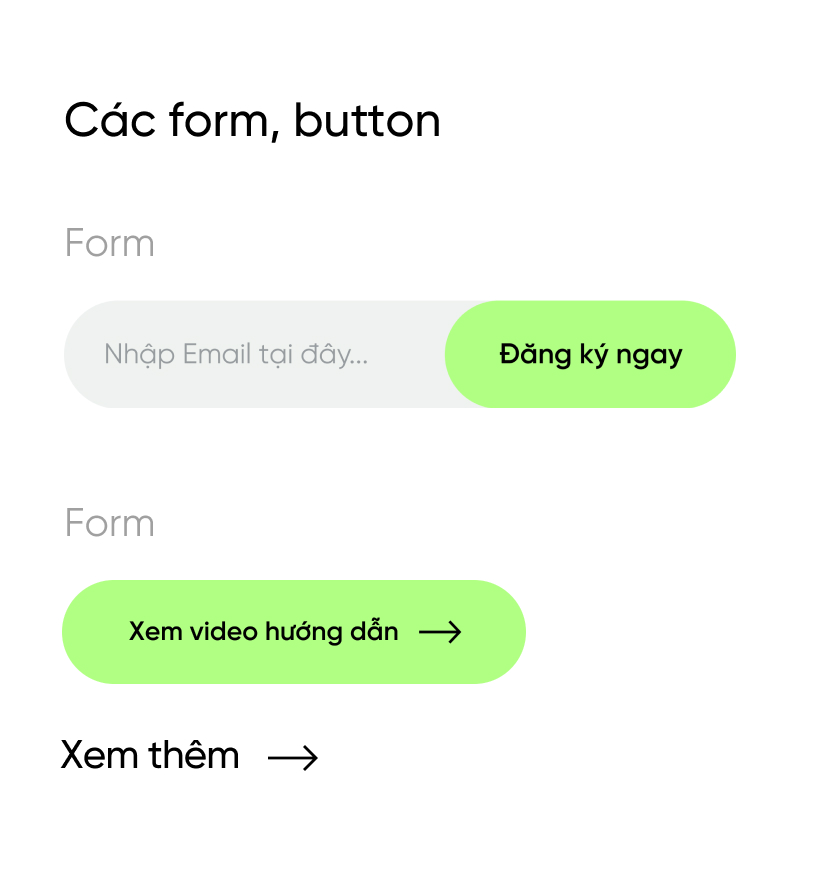 Các form, button
Form
Nhập Email tại đây...
Đăng ký ngay
Form
Xem video hướng dẫn
Xem thêm